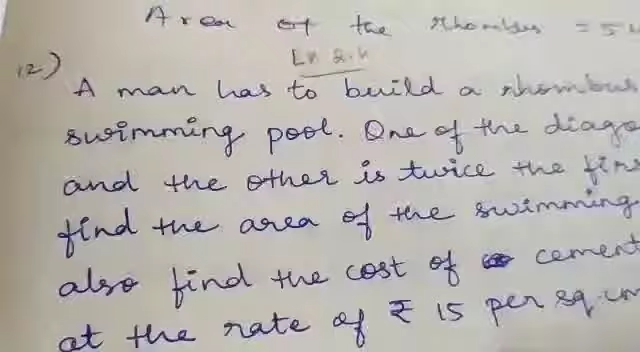 Area of the rhombus = 5
Ex 2.4
12)
A man has to build a rhombus
swimming pool. One of the diago
and the other is twice the firs
find the area of the swimming
also find the cost of cement
at the rate of ₹ 15 per sq.cm